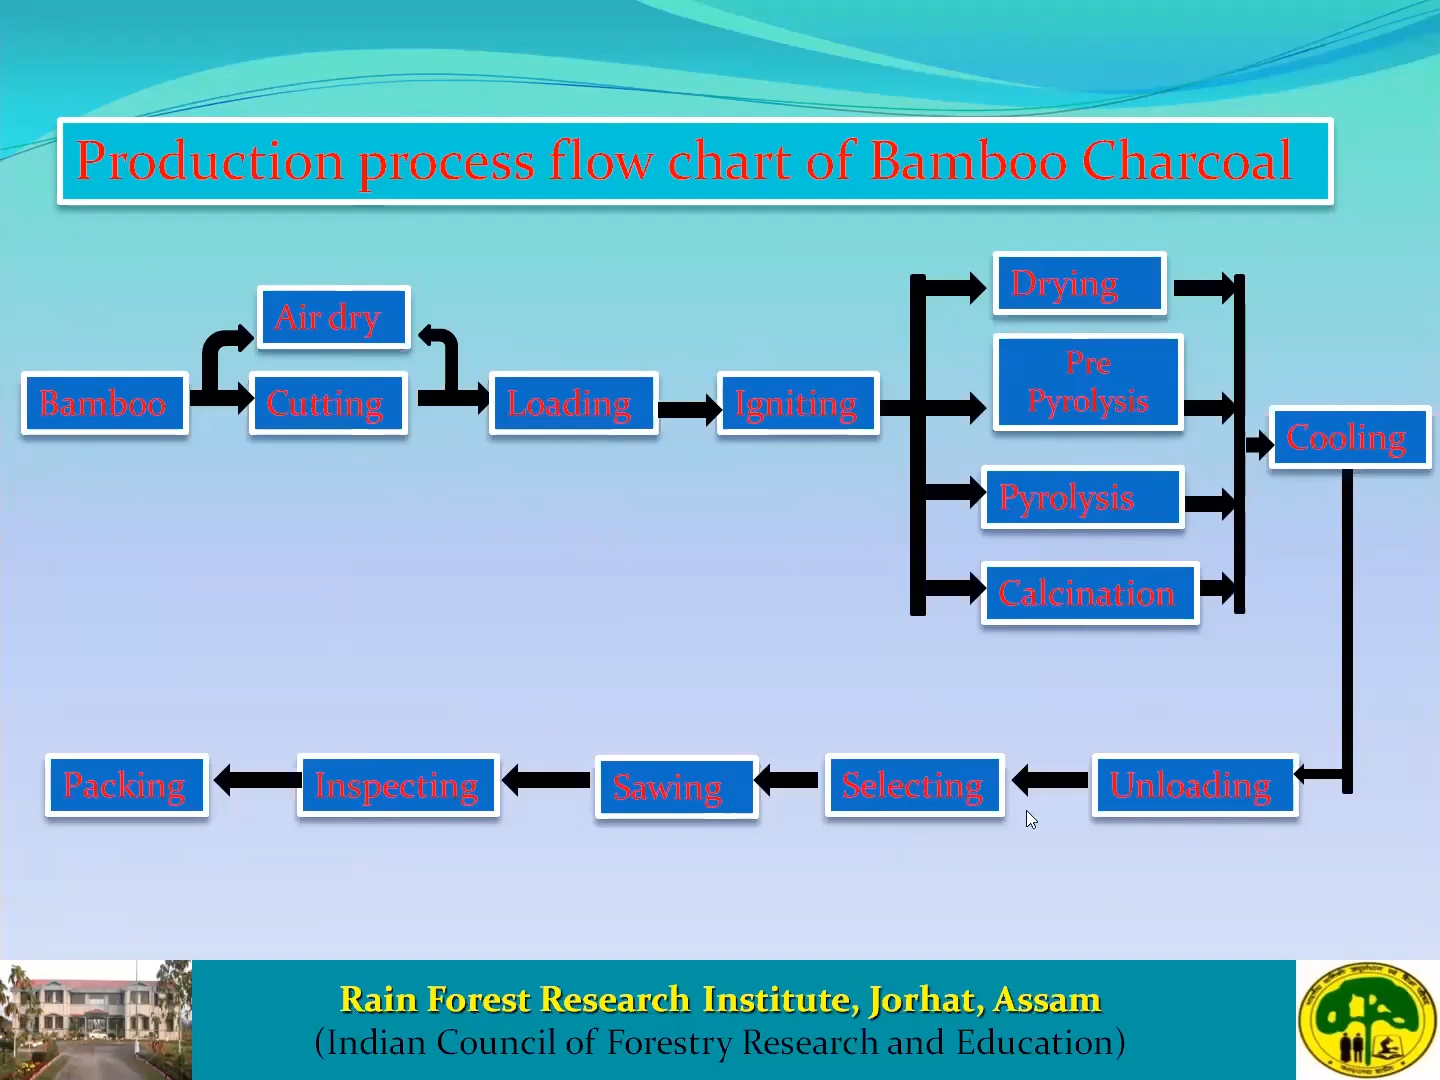 Production process flow chart of Bamboo Charcoal
Air dry
Bamboo
Cutting
Loading
Igniting
Drying
Pre
Pyrolysis
Pyrolysis
Calcination
Cooling
Packing
Inspecting
Sawing
Selecting
Unloading
Rain Forest Research Institute, Jorhat, Assam
(Indian Council of Forestry Research and Education)